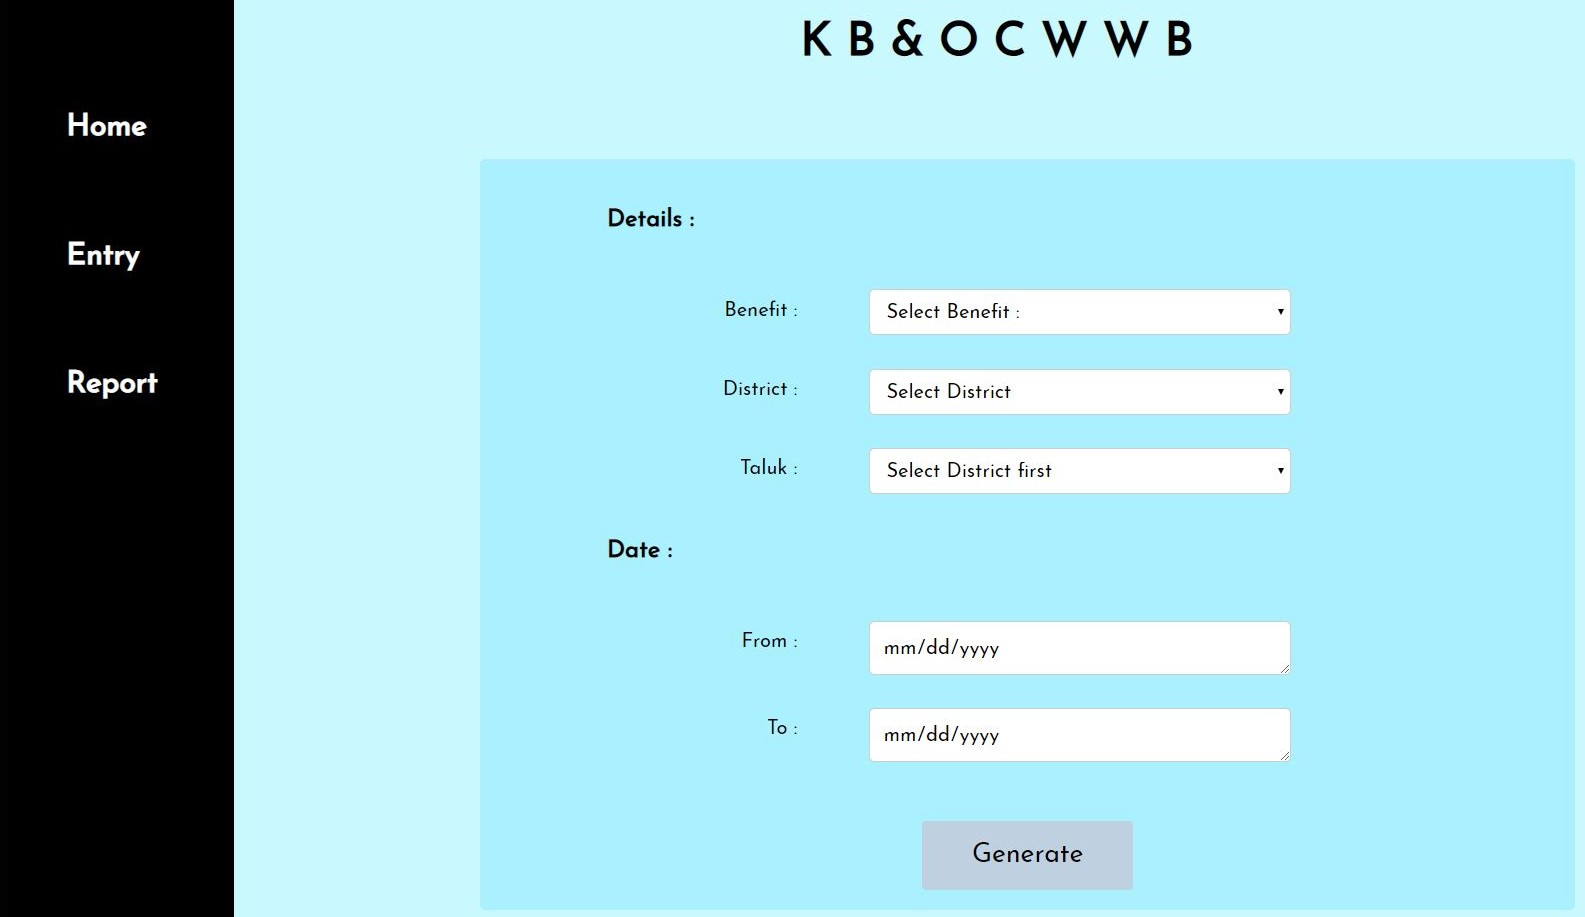 K B & O C W W B
Home
Entry
Report
Details :
Benefit :
Select Benefit :
District :
Select District
Taluk :
Select District first
Date :
From :
mm/dd/yyyy
To :
mm/dd/yyyy
Generate